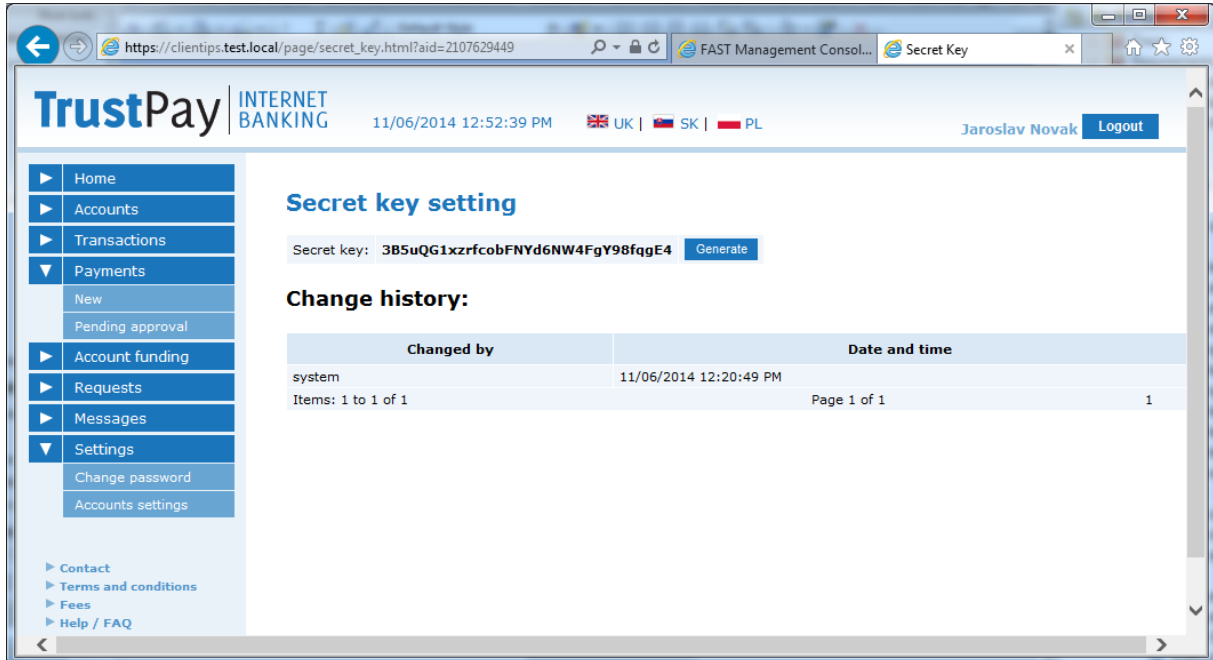 https://clientips.test.local/page/secret_key.html?aid=2107629449
FAST Management Consol...
Secret Key
TrustPay INTERNET BANKING
11/06/2014 12:52:39 PM
UK | SK | PL
Jaroslav Novak
Logout
Home
Accounts
Transactions
Payments
New
Pending approval
Account funding
Requests
Messages
Settings
Change password
Accounts settings
Contact
Terms and conditions
Fees
Help / FAQ
Secret key setting
Secret key: 3B5uQG1xzrfcobFNYd6NW4FgY98fqgE4 Generate
Change history:
Changed by Date and time
system 11/06/2014 12:20:49 PM
Items: 1 to 1 of 1 Page 1 of 1 1